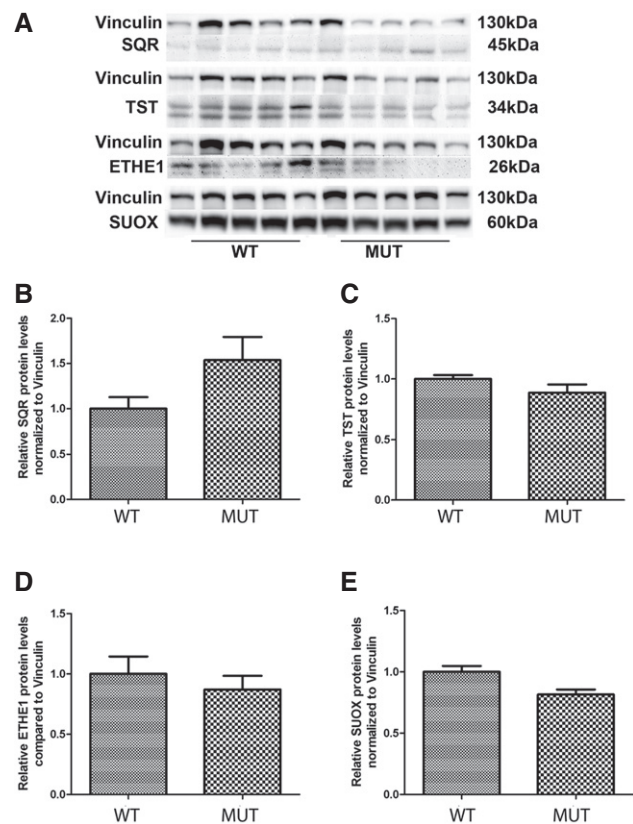 A
Vinculin 130kDa
SQR 45kDa
Vinculin 130kDa
TST 34kDa
Vinculin 130kDa
ETHE1 26kDa
Vinculin 130kDa
SUOX 60kDa
WT MUT
B
Relative SQR protein levels
normalized to Vinculin
2.0
1.5
1.0
0.5
0.0
WT MUT
C
Relative TST protein levels
normalized to Vinculin
1.5
1.0
0.5
0.0
WT MUT
D
Relative ETHE1 protein levels
compared to Vinculin
1.5
1.0
0.5
0.0
WT MUT
E
Relative SUOX protein levels
normalized to Vinculin
1.5
1.0
0.5
0.0
WT MUT